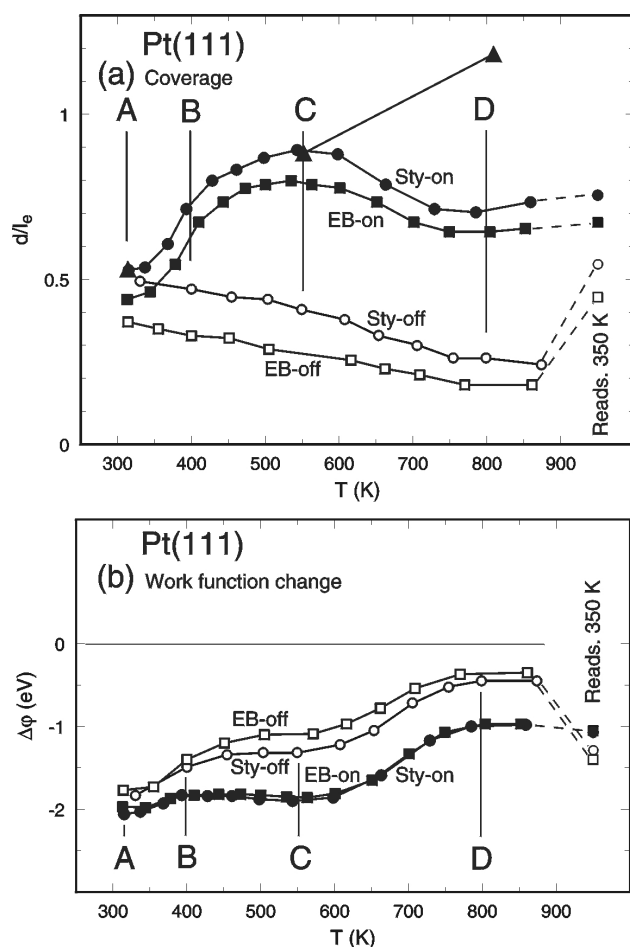 Pt(111)
(a) Coverage
A
B
C
D
1
0.5
0
d/lₑ
Sty-on
EB-on
Sty-off
EB-off
Reads. 350 K
300 400 500 600 700 800 900
T (K)
Pt(111)
(b) Work function change
0
-1
-2
Δφ (eV)
Reads. 350 K
EB-off
Sty-off
EB-on
Sty-on
A
B
C
D
300 400 500 600 700 800 900
T (K)